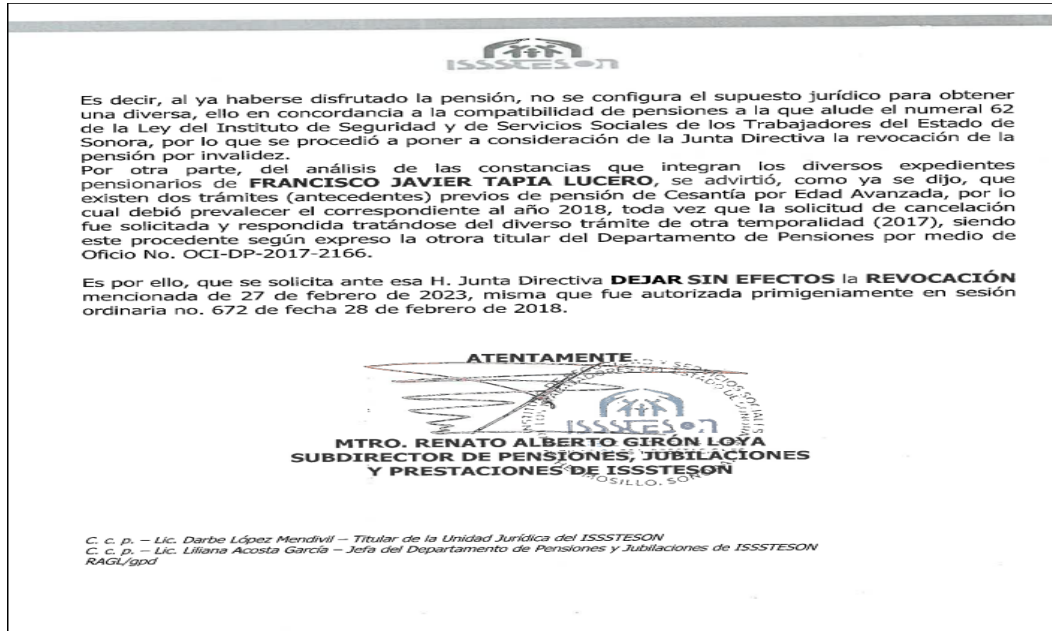 ISSSTESON
Es decir, al ya haberse disfrutado la pensión, no se configura el supuesto jurídico para obtener
una diversa, ello en concordancia a la compatibilidad de pensiones a la que alude el numeral 62
de la Ley del Instituto de Seguridad y de Servicios Sociales de los Trabajadores del Estado de
Sonora, por lo que se procedió a poner a consideración de la Junta Directiva la revocación de la
pensión por invalidez.
Por otra parte, del análisis de las constancias que integran los diversos expedientes
pensionarios de FRANCISCO JAVIER TAPIA LUCERO, se advirtió, como ya se dijo, que
existen dos trámites (antecedentes) previos de pensión de Cesantía por Edad Avanzada, por lo
cual debió prevalecer el correspondiente al año 2018, toda vez que la solicitud de cancelación
fue solicitada y respondida tratándose del diverso trámite de otra temporalidad (2017), siendo
este procedente según expreso la otrora titular del Departamento de Pensiones por medio de
Oficio No. OCI-DP-2017-2166.
Es por ello, que se solicita ante esa H. Junta Directiva DEJAR SIN EFECTOS la REVOCACIÓN
mencionada de 27 de febrero de 2023, misma que fue autorizada primigeniamente en sesión
ordinaria no. 672 de fecha 28 de febrero de 2018.
ATENTAMENTE
ISSSTESON
MTRO. RENATO ALBERTO GIRÓN LOYA
SUBDIRECTOR DE PENSIONES, JUBILACIONES
Y PRESTACIONES DE ISSSTESON
C. c. p. – Lic. Darbe López Mendivil – Titular de la Unidad Jurídica del ISSSTESON
C. c. p. – Lic. Liliana Acosta García – Jefa del Departamento de Pensiones y Jubilaciones de ISSSTESON
RAGL/gpd